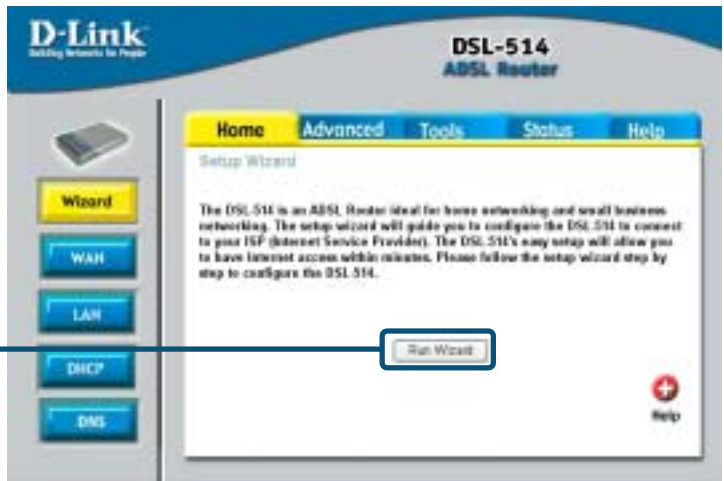 D-Link
Building Networks for People
DSL-514
ADSL Router
Home Advanced Tools Status Help
Setup Wizard
Wizard
WAN
LAN
DHCP
DNS
The DSL-514 is an ADSL Router ideal for home networking and small business
networking. The setup wizard will guide you to configure the DSL-514 to connect
to your ISP (Internet Service Provider). The DSL-514's easy setup will allow you
to have Internet access within minutes. Please follow the setup wizard step by
step to configure the DSL-514.
Run Wizard
Help